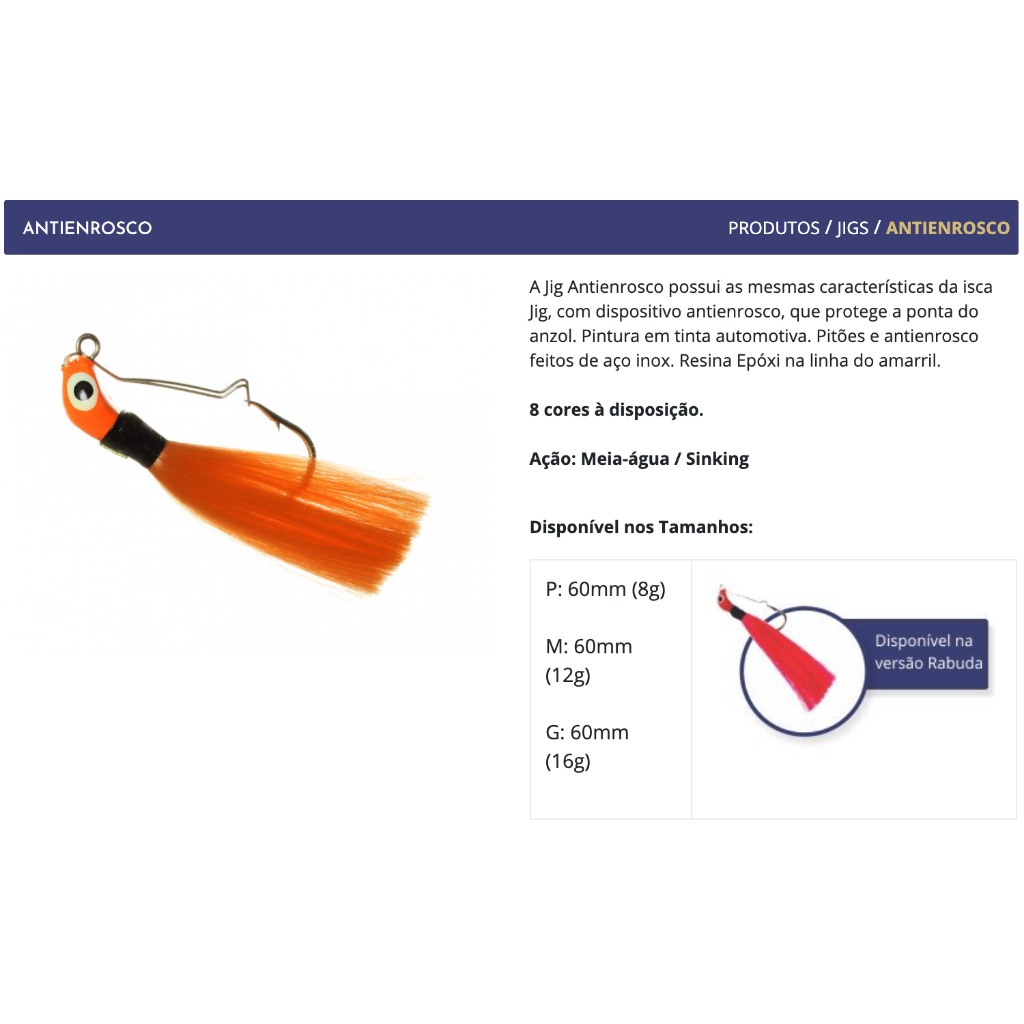 ANTIENROSCO
PRODUTOS / JIGS / ANTIENROSCO
A Jig Antienrosco possui as mesmas características da isca
Jig, com dispositivo antienrosco, que protege a ponta do
anzol. Pintura em tinta automotiva. Pitões e antienrosco
feitos de aço inox. Resina Epóxi na linha do amarril.
8 cores à disposição.
Ação: Meia-água / Sinking
Disponível nos Tamanhos:
P: 60mm (8g)
M: 60mm
(12g)
G: 60mm
(16g)
Disponível na
versão Rabuda